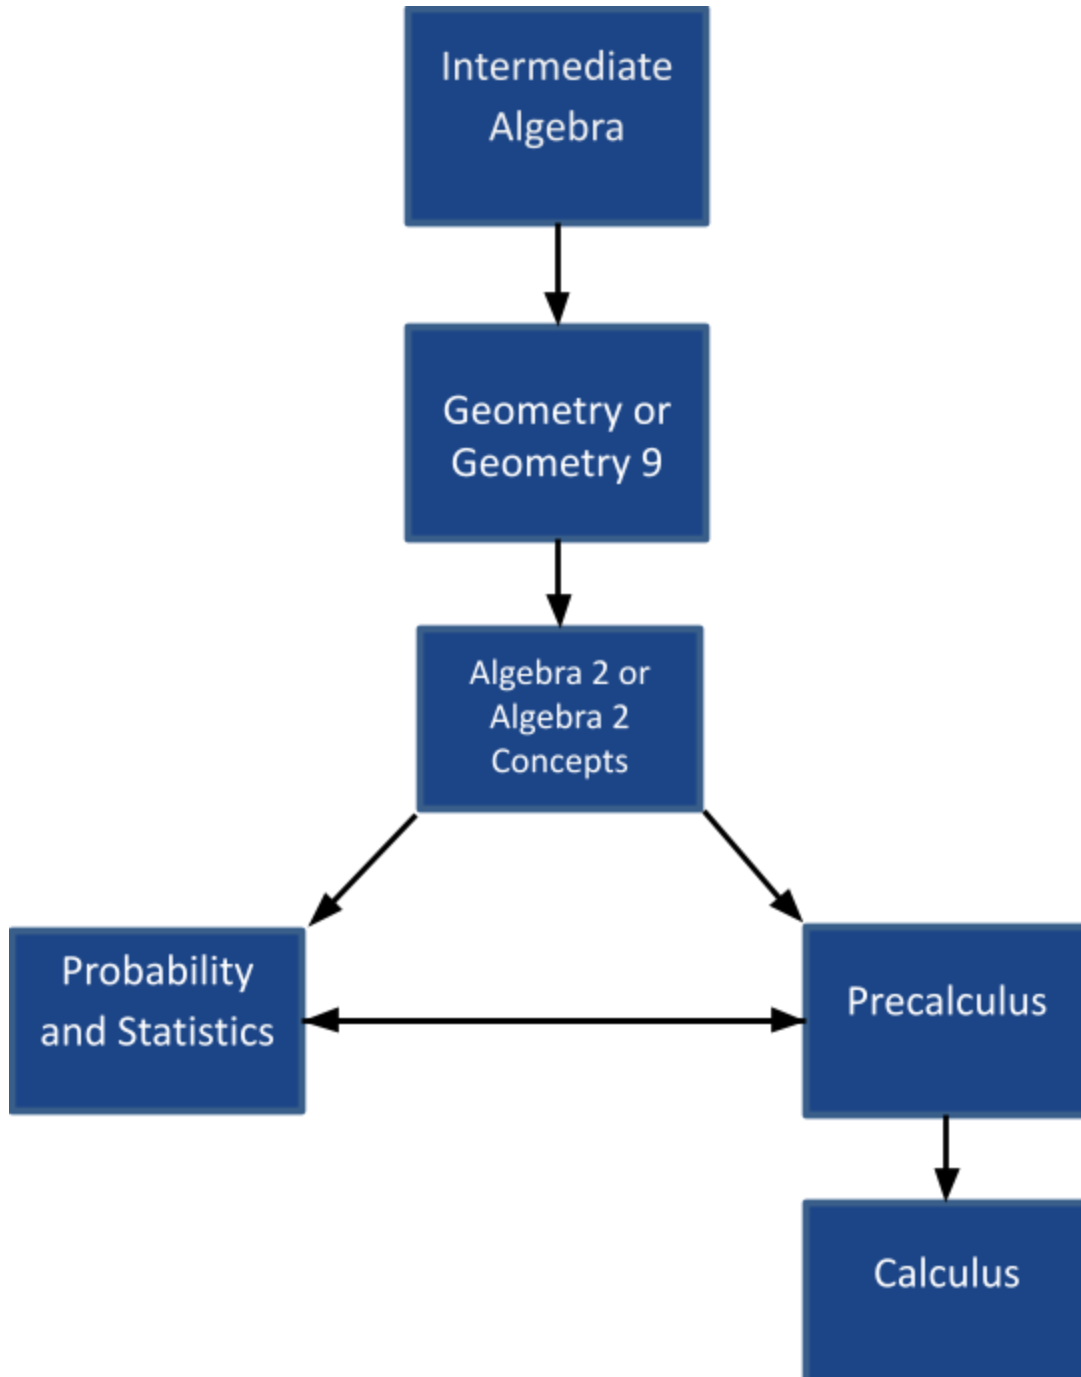 Intermediate
Algebra
Geometry or
Geometry 9
Algebra 2 or
Algebra 2
Concepts
Probability
and Statistics
Precalculus
Calculus